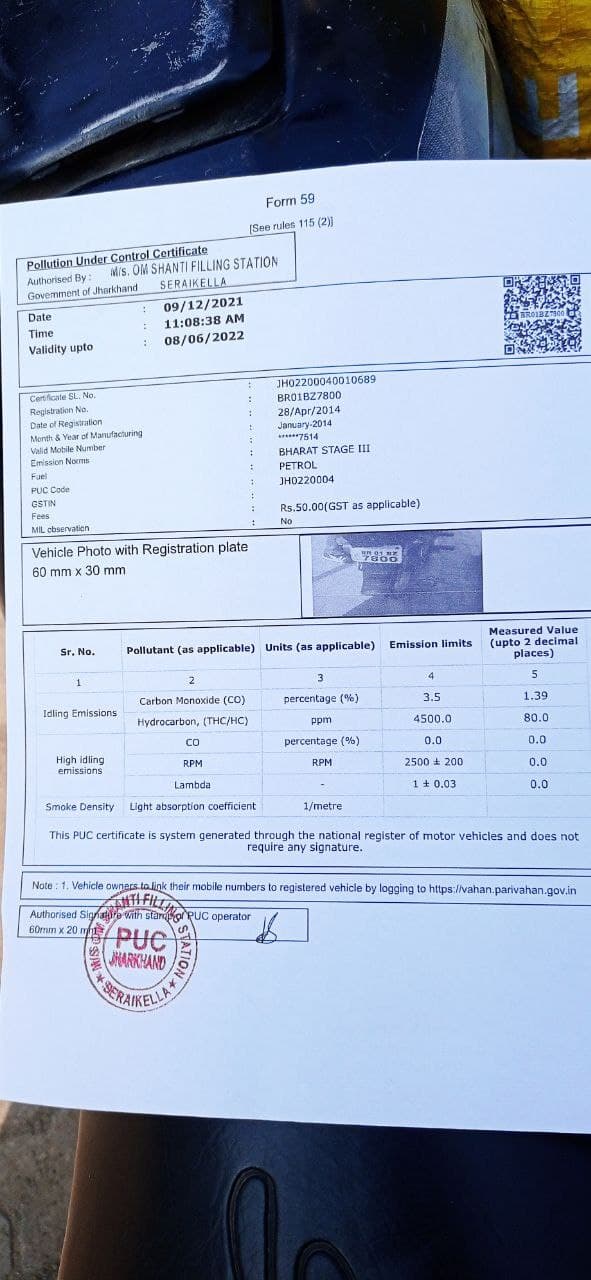 Form 59
[See rules 115 (2)]
Pollution Under Control Certificate
Authorised By : M/s. OM SHANTI FILLING STATION
Government of Jharkhand SERAIKELLA
Date : 09/12/2021
Time : 11:08:38 AM
Validity upto : 08/06/2022
BR01BZ7800
Certificate SL. No. : JH02200040010689
Registration No. : BR01BZ7800
Date of Registration : 28/Apr/2014
Month & Year of Manufacturing : January-2014
Valid Mobile Number : ******7514
Emission Norms : BHARAT STAGE III
Fuel : PETROL
PUC Code : JH0220004
GSTIN :
Fees : Rs.50.00(GST as applicable)
MIL observation : No
Vehicle Photo with Registration plate
60 mm x 30 mm
BR 01 BZ
7800
Sr. No. Pollutant (as applicable) Units (as applicable) Emission limits Measured Value (upto 2 decimal places)
1 2 3 4 5
Idling Emissions Carbon Monoxide (CO) percentage (%) 3.5 1.39
Hydrocarbon, (THC/HC) ppm 4500.0 80.0
High idling emissions CO percentage (%) 0.0 0.0
RPM RPM 2500 ± 200 0.0
Lambda - 1 ± 0.03 0.0
Smoke Density Light absorption coefficient 1/metre
This PUC certificate is system generated through the national register of motor vehicles and does not
require any signature.
Note : 1. Vehicle owners to link their mobile numbers to registered vehicle by logging to https://vahan.parivahan.gov.in
Authorised Signature with stamp of PUC operator
60mm x 20 mm
M/S OM SHANTI FILLING STATION
PUC
JHARKHAND
★ SERAIKELLA ★